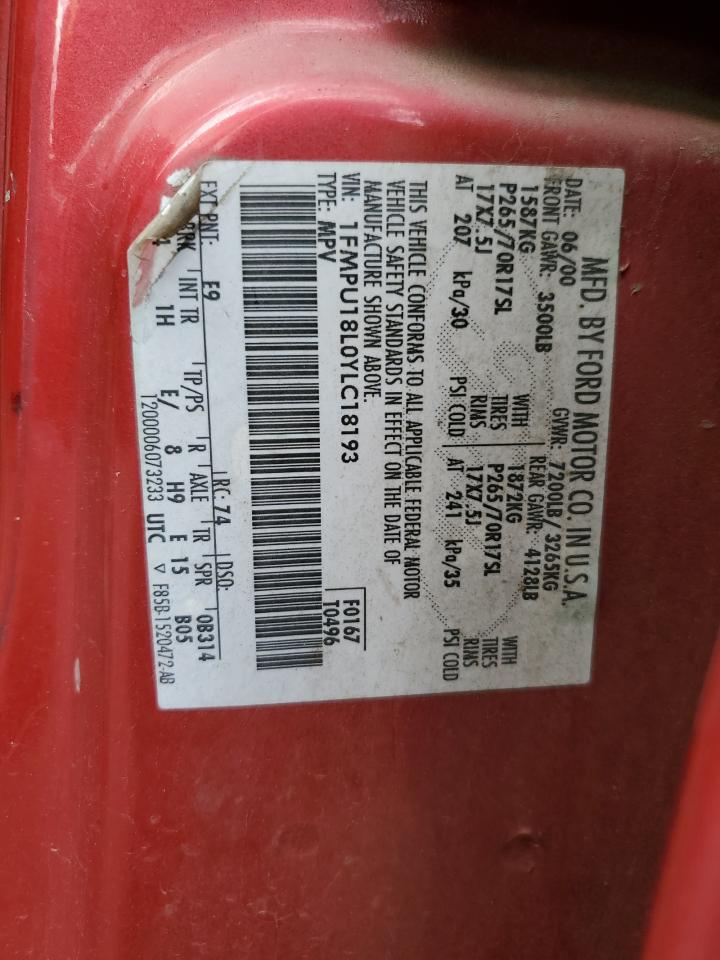 MFD. BY FORD MOTOR CO. IN U.S.A.
DATE: 06/00 GVWR: 7200LB/ 3265KG
FRONT GAWR: 3500LB REAR GAWR: 4128LB
1587KG WITH 1872KG WITH
P265/70R17SL TIRES P265/70R17SL TIRES
17X7.5J RIMS 17X7.5J RIMS
AT 207 kPa/30 PSI COLD AT 241 kPa/35 PSI COLD
THIS VEHICLE CONFORMS TO ALL APPLICABLE FEDERAL MOTOR
VEHICLE SAFETY STANDARDS IN EFFECT ON THE DATE OF
MANUFACTURE SHOWN ABOVE.
VIN: 1FMPU18L0YLC18193 F0167
TYPE: MPV T0496
EXT PNT: E9 RC: 74 DSO:
BRK INT TR TP/PS R AXLE TR SPR 0B314
4 1H E/ 8 H9 E 15 B05
1200006073233 UTC ▽ F85B-1520472-AB